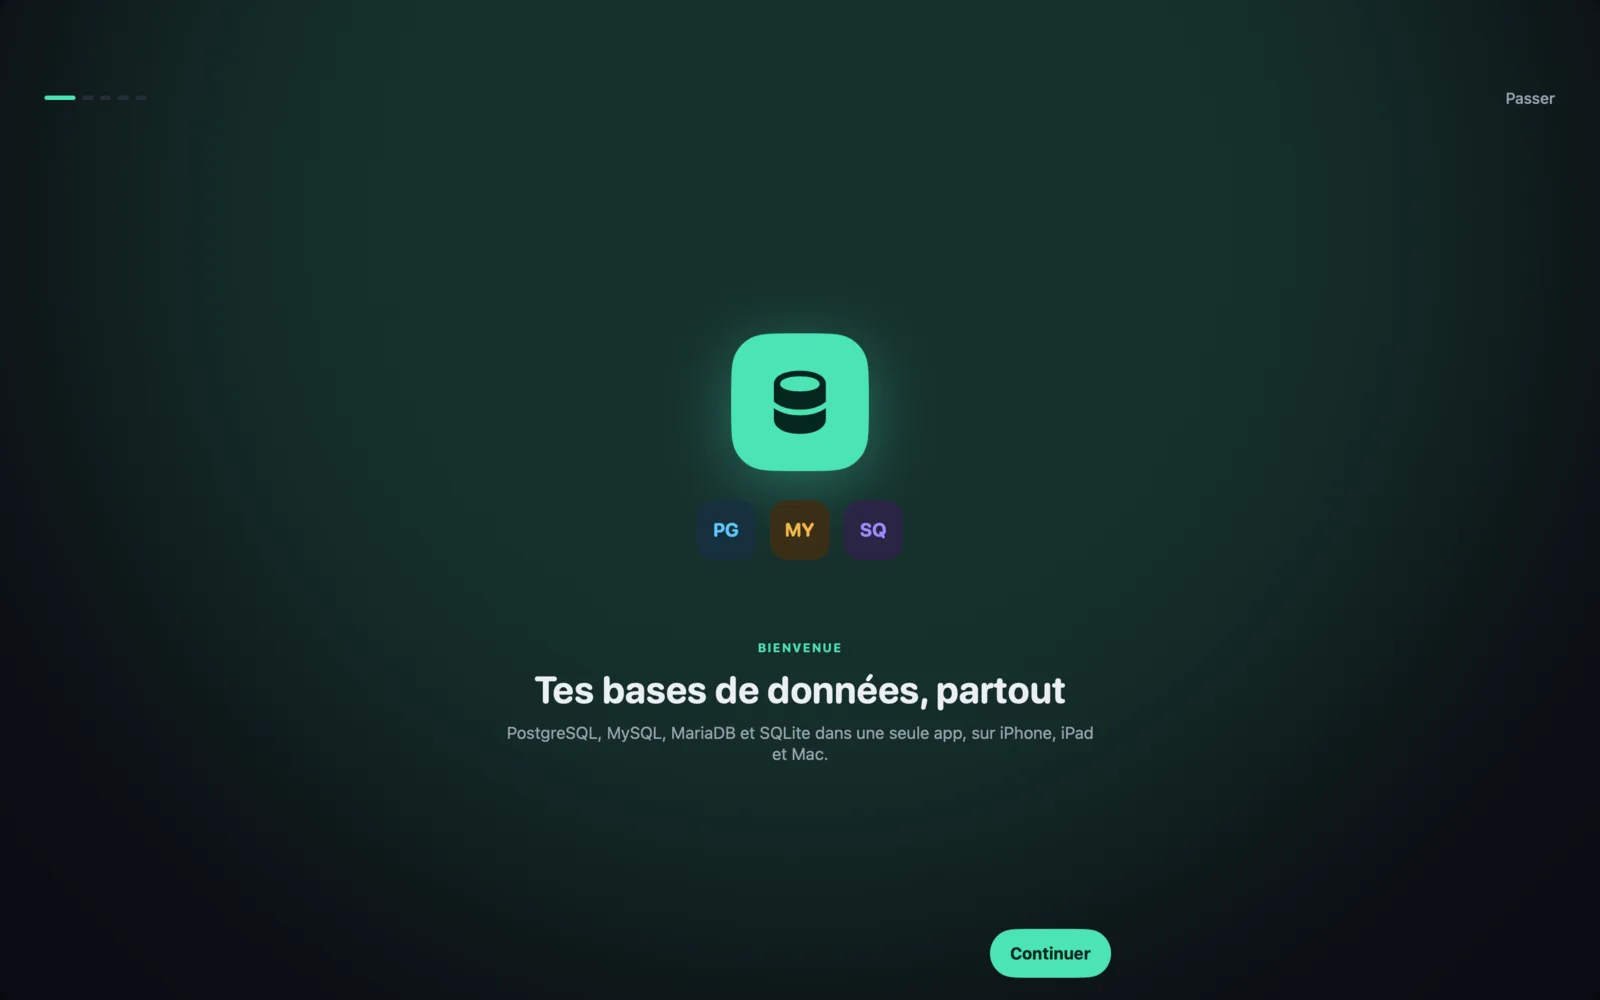 Passer
PG
MY
SQ
BIENVENUE
Tes bases de données, partout
PostgreSQL, MySQL, MariaDB et SQLite dans une seule app, sur iPhone, iPad
et Mac.
Continuer